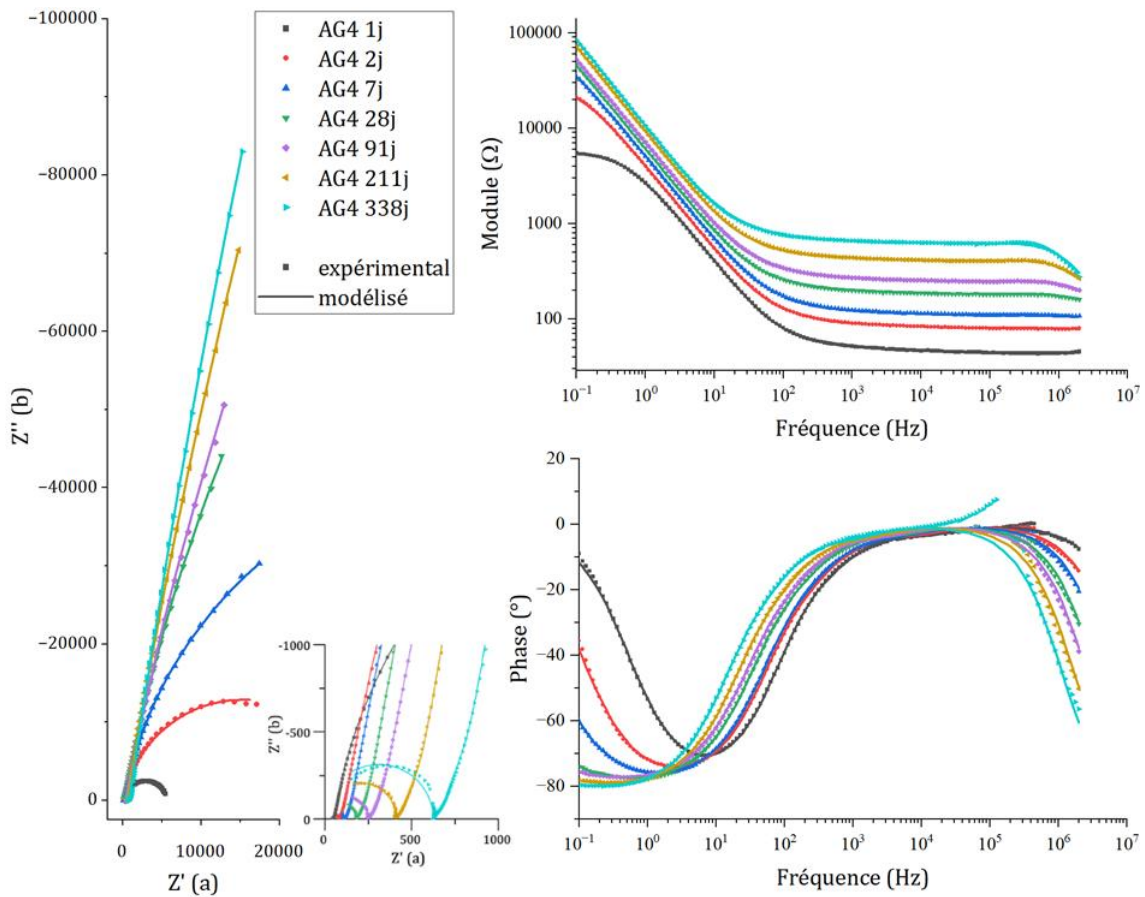 -100000
-80000
-60000
-40000
-20000
0
Z'' (b)
0
10000
20000
Z' (a)
AG4 1j
AG4 2j
AG4 7j
AG4 28j
AG4 91j
AG4 211j
AG4 338j
expérimental
modélisé
-1000
-500
0
Z'' (b)
0
500
1000
Z' (a)
100000
10000
1000
100
Module (Ω)
10⁻¹
10⁰
10¹
10²
10³
10⁴
10⁵
10⁶
10⁷
Fréquence (Hz)
20
0
-20
-40
-60
-80
Phase (°)
10⁻¹
10⁰
10¹
10²
10³
10⁴
10⁵
10⁶
10⁷
Fréquence (Hz)